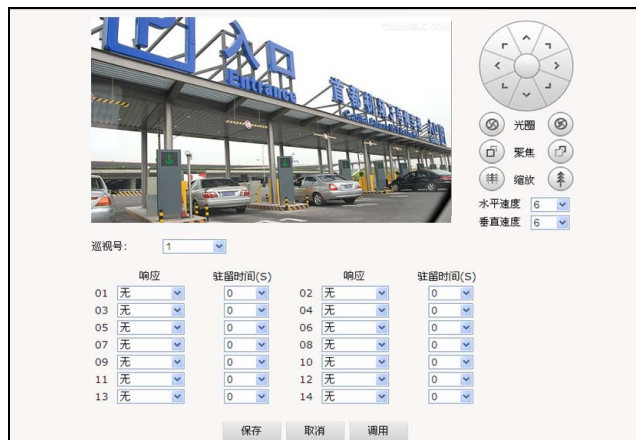 P 入口
Entrance
光圈
聚焦
缩放
水平速度 6
垂直速度 6
巡视号: 1
响应 驻留时间(S) 响应 驻留时间(S)
01 无 0 02 无 0
03 无 0 04 无 0
05 无 0 06 无 0
07 无 0 08 无 0
09 无 0 10 无 0
11 无 0 12 无 0
13 无 0 14 无 0
保存 取消 调用